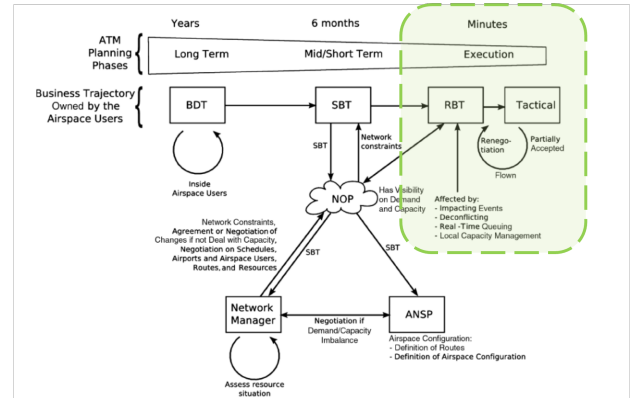 Years
6 months
Minutes
ATM
Planning
Phases
Long Term
Mid/Short Term
Execution
Business Trajectory
Owned by the
Airspace Users
BDT
SBT
RBT
Tactical
SBT
Network
constraints
Renego-
tiation
Partially
Accepted
Flown
Inside
Airspace Users
NOP
Has Visibility
on Demand
and Capacity
Affected by:
- Impacting Events
- Deconflicting
- Real -Time Queuing
- Local Capacity Management
Network Constraints,
Agreement or Negotiation of
Changes if not Deal with Capacity,
Negotiation on Schedules,
Airports and Airspace Users,
Routes, and Resources
SBT
SBT
Network
Manager
Negotiation if
Demand/Capacity
Imbalance
ANSP
Airspace Configuration:
- Definition of Routes
- Definition of Airspace Configuration
Assess resource
situation